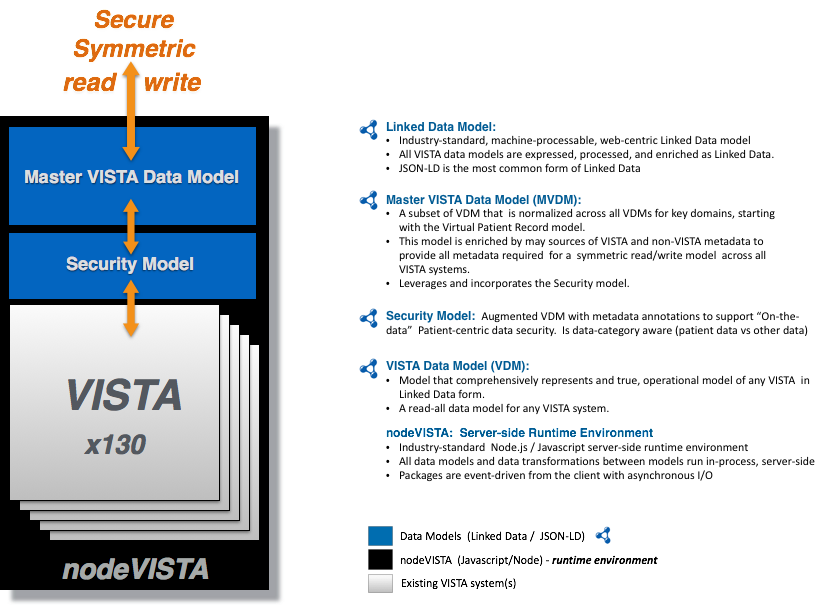 Secure
Symmetric
read write
Master VISTA Data Model
Security Model
VISTA
x130
nodeVISTA
Linked Data Model:
• Industry-standard, machine-processable, web-centric Linked Data model
• All VISTA data models are expressed, processed, and enriched as Linked Data.
• JSON-LD is the most common form of Linked Data
Master VISTA Data Model (MVDM):
• A subset of VDM that is normalized across all VDMs for key domains, starting
with the Virtual Patient Record model.
• This model is enriched by may sources of VISTA and non-VISTA metadata to
provide all metadata required for a symmetric read/write model across all
VISTA systems.
• Leverages and incorporates the Security model.
Security Model: Augmented VDM with metadata annotations to support “On-the-
data” Patient-centric data security. Is data-category aware (patient data vs other data)
VISTA Data Model (VDM):
• Model that comprehensively represents and true, operational model of any VISTA in
Linked Data form.
• A read-all data model for any VISTA system.
nodeVISTA: Server-side Runtime Environment
• Industry-standard Node.js / Javascript server-side runtime environment
• All data models and data transformations between models run in-process, server-side
• Packages are event-driven from the client with asynchronous I/O
Data Models (Linked Data / JSON-LD)
nodeVISTA (Javascript/Node) - runtime environment
Existing VISTA system(s)